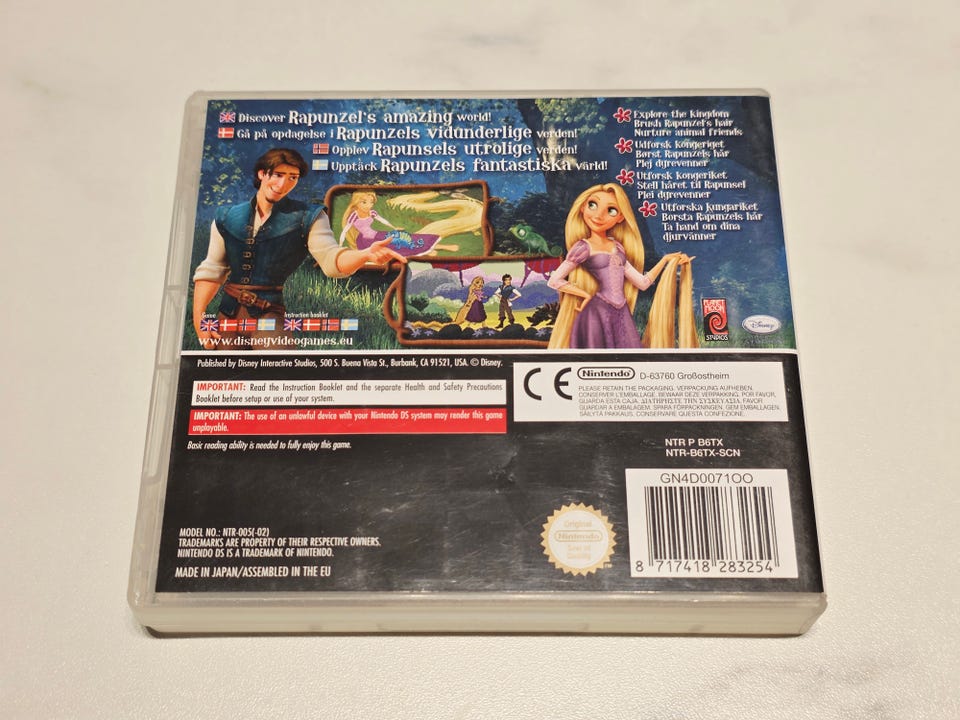 Discover Rapunzel's amazing world!
Gå på opdagelse i Rapunzels vidunderlige verden!
Opplev Rapunsels utrolige verden!
Upptäck Rapunzels fantastiska värld!
Explore the kingdom
Brush Rapunzel's hair
Nurture animal friends
Udforsk kongeriget
Børst Rapunzels hår
Plej dyrevenner
Utforsk kongeriket
Stell håret til Rapunsel
Plei dyrevenner
Utforska kungariket
Borsta Rapunzels hår
Ta hand om dina
djurvänner
Game
Instruction booklet
www.disneyvideogames.eu
PLANET
MOON
STUDIOS
Disney
Published by Disney Interactive Studios, 500 S. Buena Vista St., Burbank, CA 91521, USA. © Disney.
IMPORTANT: Read the Instruction Booklet and the separate Health and Safety Precautions
Booklet before setup or use of your system.
IMPORTANT: The use of an unlawful device with your Nintendo DS system may render this game
unplayable.
Basic reading ability is needed to fully enjoy this game.
CE
Nintendo
D-63760 Großostheim
PLEASE RETAIN THE PACKAGING. VERPACKUNG AUFHEBEN.
CONSERVER L'EMBALLAGE. BEWAAR DEZE VERPAKKING. POR FAVOR,
GUARDA ESTA CAJA. ΔΙΑΤΗΡΗΣΤΕ ΤΗΝ ΣΥΣΚΕΥΑΣΙΑ. FAVOR
GUARDAR A EMBALAGEM. SPARA FÖRPACKNINGEN. GEM EMBALLAGEN.
SÄILYTÄ PAKKAUS. CONSERVARE QUESTA CONFEZIONE.
NTR P B6TX
NTR-B6TX-SCN
GN4D0071OO
8 717418 283254
Original
Nintendo
Seal of
Quality
MODEL NO.: NTR-005(-02)
TRADEMARKS ARE PROPERTY OF THEIR RESPECTIVE OWNERS.
NINTENDO DS IS A TRADEMARK OF NINTENDO.
MADE IN JAPAN/ASSEMBLED IN THE EU